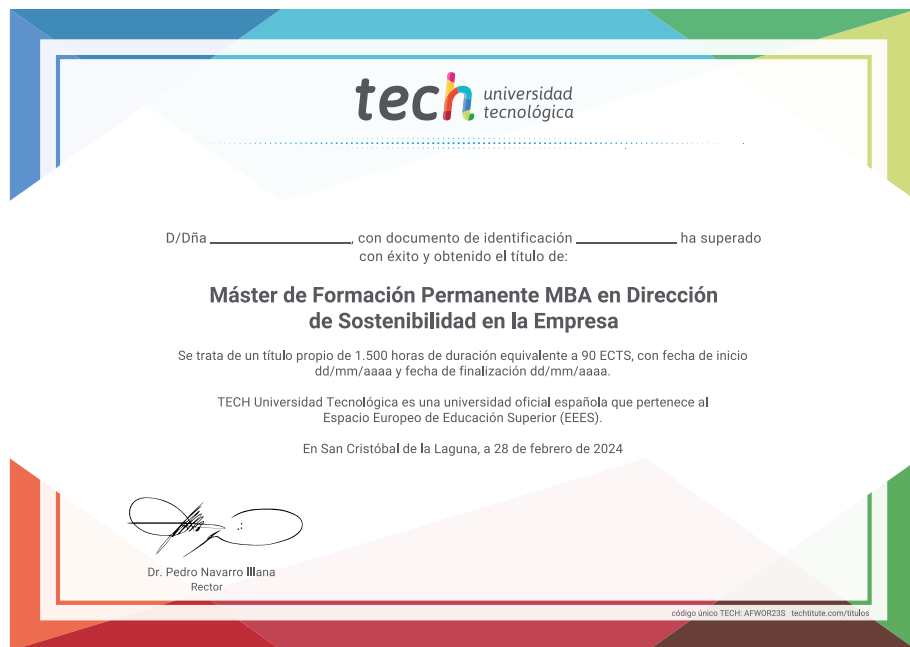 tech universidad
tecnológica
D/Dña ____________________, con documento de identificación ______________ ha superado
con éxito y obtenido el título de:
Máster de Formación Permanente MBA en Dirección
de Sostenibilidad en la Empresa
Se trata de un título propio de 1.500 horas de duración equivalente a 90 ECTS, con fecha de inicio
dd/mm/aaaa y fecha de finalización dd/mm/aaaa.
TECH Universidad Tecnológica es una universidad oficial española que pertenece al
Espacio Europeo de Educación Superior (EEES).
En San Cristóbal de la Laguna, a 28 de febrero de 2024
Dr. Pedro Navarro Illana
Rector
código único TECH: AFWOR23S techtitute.com/titulos